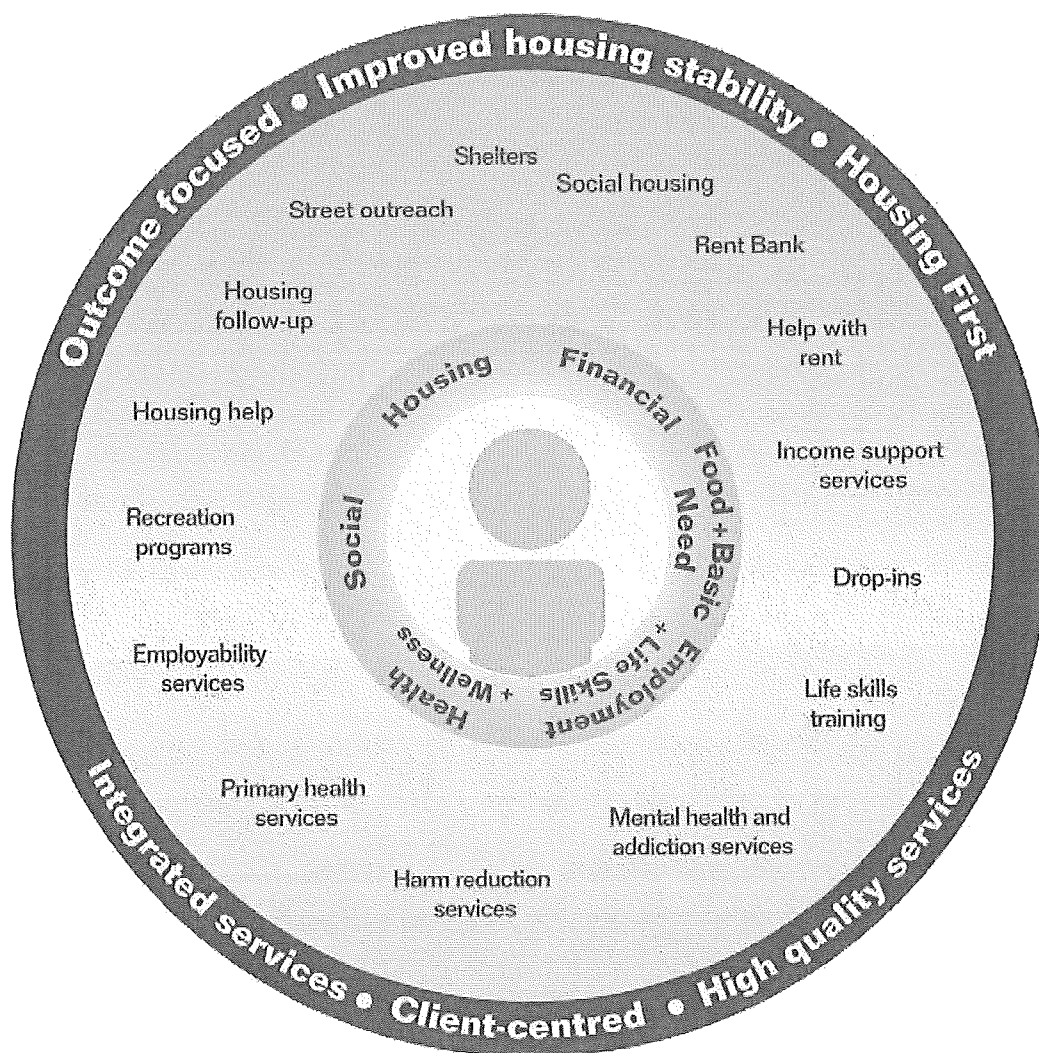 Outcome focused • Improved housing stability • Housing First
Shelters
Social housing
Street outreach
Rent Bank
Housing
follow-up
Help with
rent
Housing help
Income support
services
Recreation
programs
Drop-ins
Employability
services
Life skills
training
Primary health
services
Mental health and
addiction services
Harm reduction
services
Housing
Financial
Food + Basic
Need
Employment
+ Life Skills
Health
+ Wellness
Social
Integrated services • Client-centred • High quality services